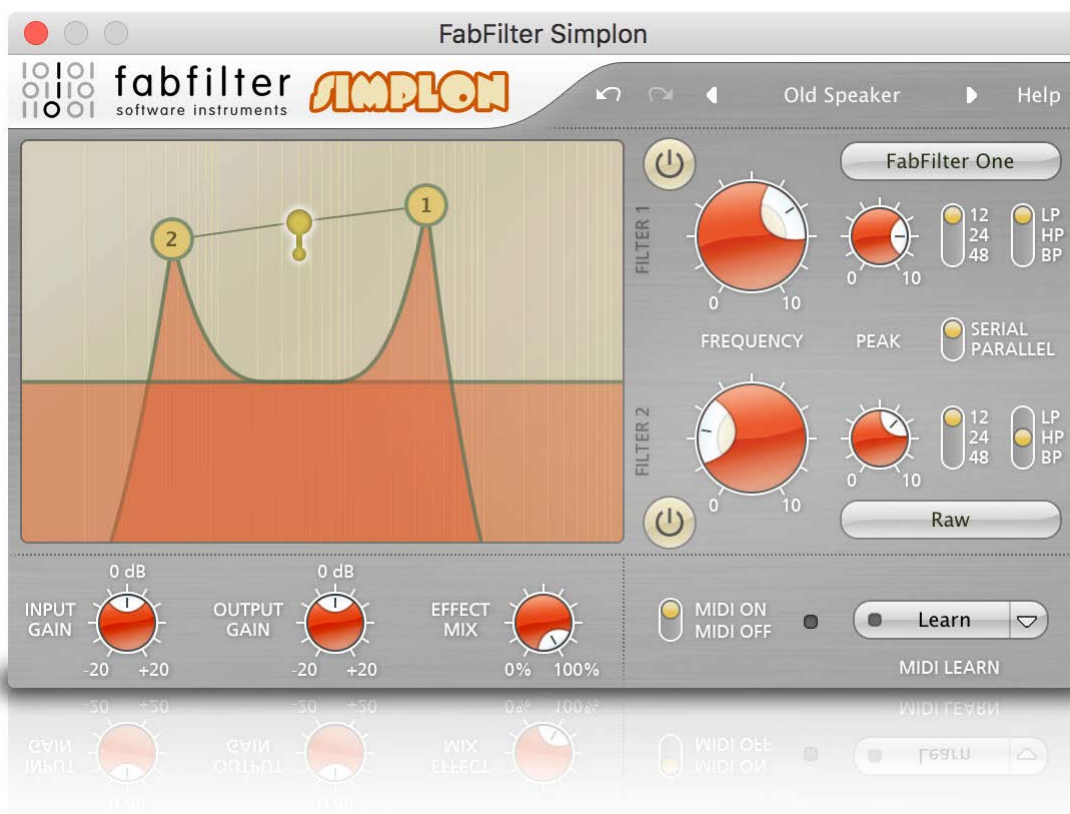 FabFilter Simplon
fabfilter
software instruments
SIMPLON
Old Speaker
Help
2
1
FILTER 1
FabFilter One
0 10
0 10
12
24
48
LP
HP
BP
FREQUENCY
PEAK
SERIAL
PARALLEL
FILTER 2
0 10
0 10
12
24
48
LP
HP
BP
Raw
INPUT
GAIN
0 dB
-20 +20
OUTPUT
GAIN
0 dB
-20 +20
EFFECT
MIX
0% 100%
MIDI ON
MIDI OFF
Learn
MIDI LEARN